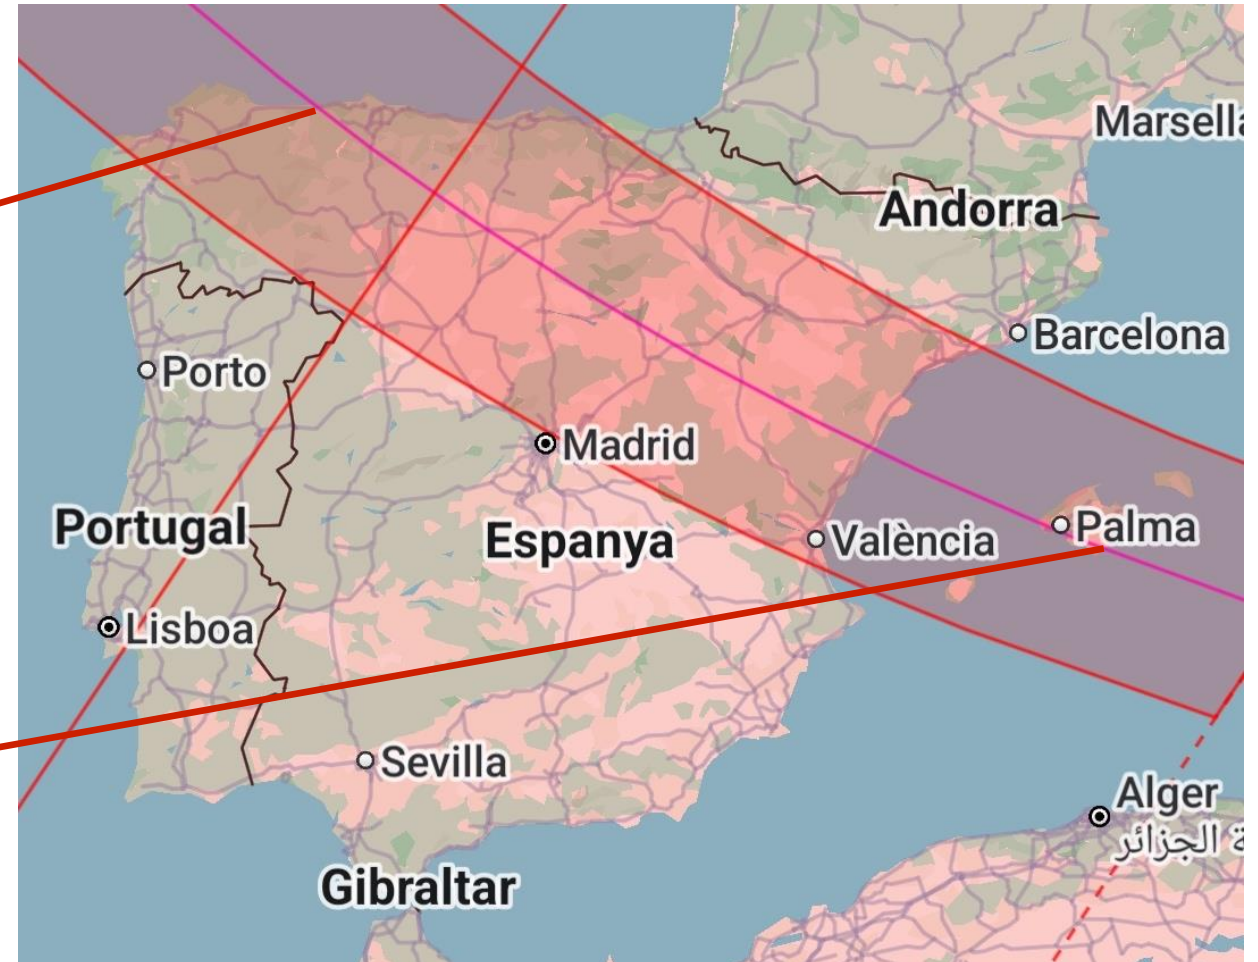 Marsella
Andorra
Barcelona
Porto
Madrid
Portugal
Espanya
València
Palma
Lisboa
Sevilla
Alger
الجزائر
Gibraltar